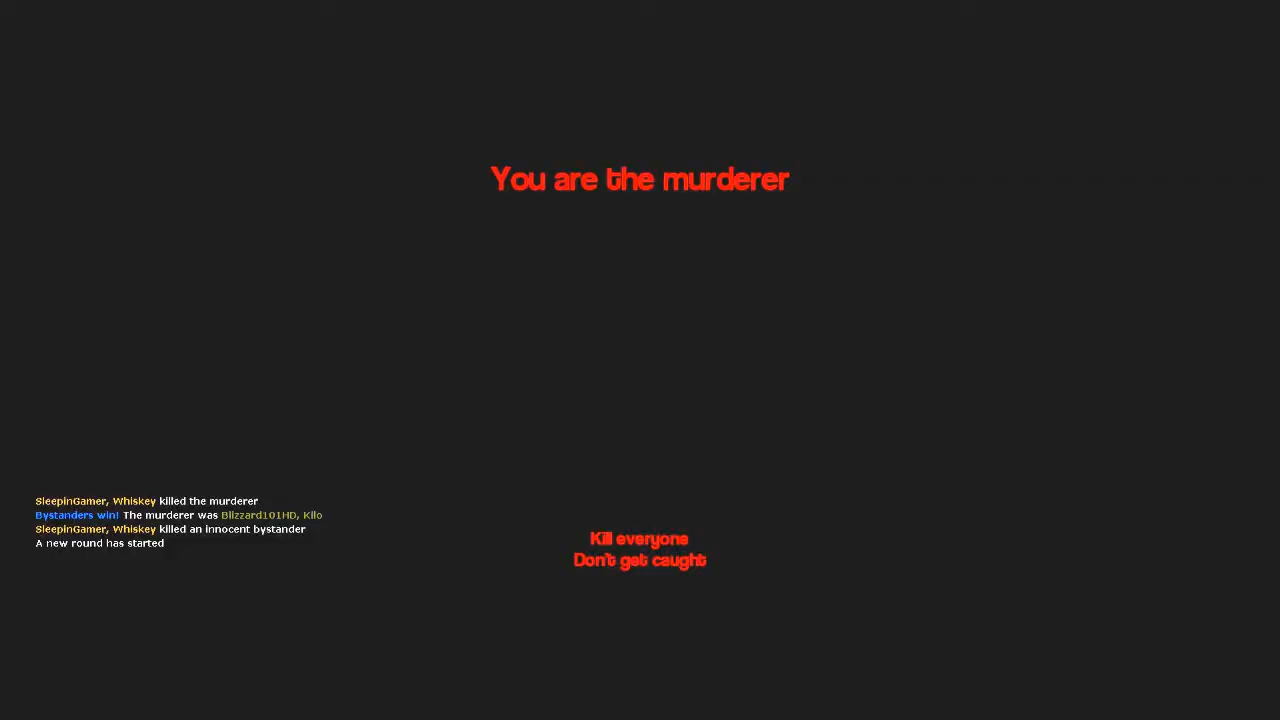 You are the murderer
SleepinGamer, Whiskey killed the murderer
Bystanders win! The murderer was Blizzard101HD, Kilo
SleepinGamer, Whiskey killed an innocent bystander
A new round has started
Kill everyone
Don't get caught